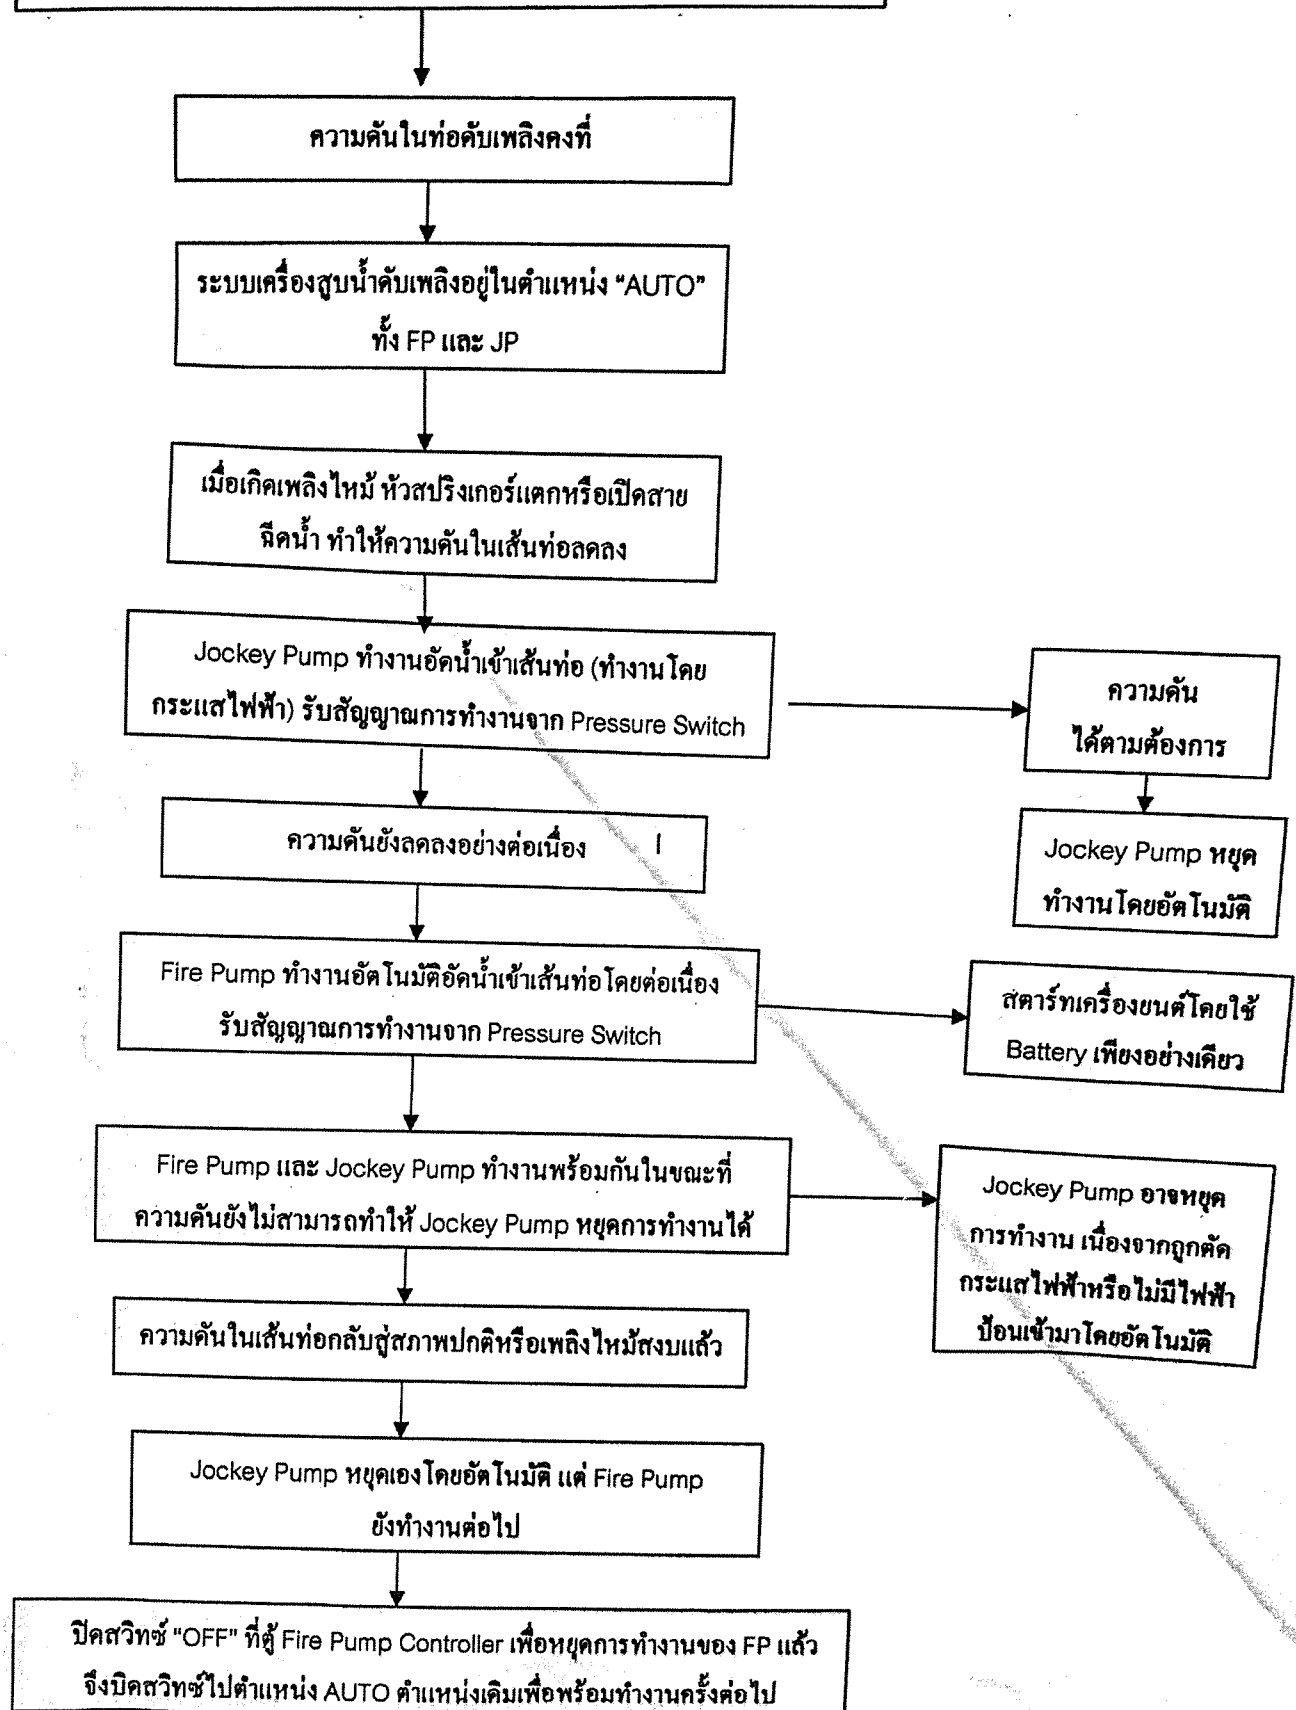 ความดันในท่อดับเพลิงคงที่
ระบบเครื่องสูบน้ำดับเพลิงอยู่ในตำแหน่ง “AUTO”
ทั้ง FP และ JP
เมื่อเกิดเพลิงไหม้ หัวสปริงเกอร์แตกหรือเปิดสาย
ฉีดน้ำ ทำให้ความดันในเส้นท่อลดลง
Jockey Pump ทำงานอัดน้ำเข้าเส้นท่อ (ทำงานโดย
กระแสไฟฟ้า) รับสัญญาณการทำงานจาก Pressure Switch
ความดัน
ได้ตามต้องการ
ความดันยังลดลงอย่างต่อเนื่อง
Jockey Pump หยุด
ทำงานโดยอัตโนมัติ
Fire Pump ทำงานอัตโนมัติอัดน้ำเข้าเส้นท่อโดยต่อเนื่อง
รับสัญญาณการทำงานจาก Pressure Switch
สตาร์ทเครื่องยนต์โดยใช้
Battery เพียงอย่างเดียว
Fire Pump และ Jockey Pump ทำงานพร้อมกันในขณะที่
ความดันยังไม่สามารถทำให้ Jockey Pump หยุดการทำงานได้
Jockey Pump อาจหยุด
การทำงาน เนื่องจากถูกตัด
กระแสไฟฟ้าหรือไม่มีไฟฟ้า
ป้อนเข้ามาโดยอัตโนมัติ
ความดันในเส้นท่อกลับสู่สภาพปกติหรือเพลิงไหม้สงบแล้ว
Jockey Pump หยุดเองโดยอัตโนมัติ แต่ Fire Pump
ยังทำงานต่อไป
ปิดสวิทซ์ "OFF" ที่ตู้ Fire Pump Controller เพื่อหยุดการทำงานของ FP แล้ว
จึงบิดสวิทซ์ไปตำแหน่ง AUTO ตำแหน่งเดิมเพื่อพร้อมทำงานครั้งต่อไป